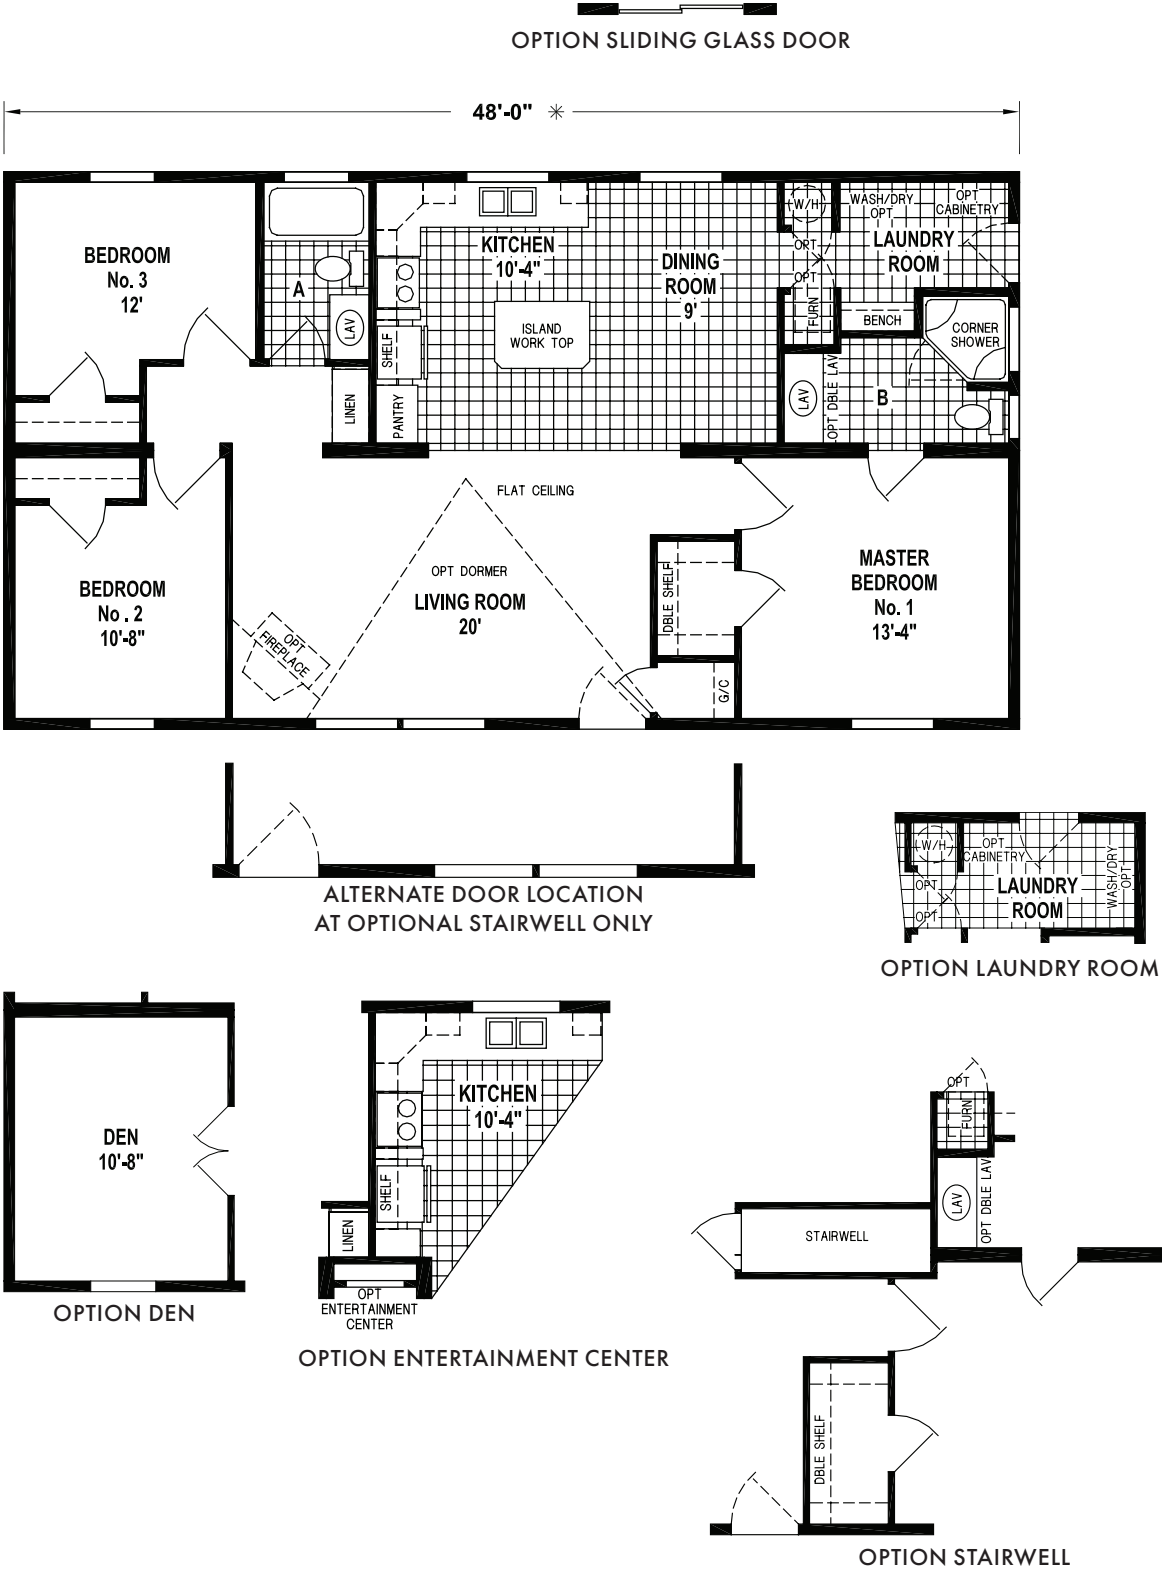 OPTION SLIDING GLASS DOOR
48'-0" ✳
BEDROOM
No. 3
12'
A
LAV
LINEN
KITCHEN
10'-4"
SHELF
PANTRY
ISLAND
WORK TOP
DINING
ROOM
9'
W/H
OPT
OPT
FURN
WASH/DRY
OPT
OPT
CABINETRY
LAUNDRY
ROOM
BENCH
CORNER
SHOWER
LAV
OPT DBLE LAV
B
BEDROOM
No . 2
10'-8"
FLAT CEILING
OPT DORMER
LIVING ROOM
20'
OPT
FIREPLACE
DBLE SHELF
G/C
MASTER
BEDROOM
No. 1
13'-4"
ALTERNATE DOOR LOCATION
AT OPTIONAL STAIRWELL ONLY
W/H
OPT
CABINETRY
OPT
OPT
LAUNDRY
ROOM
WASH/DRY
OPT
OPTION LAUNDRY ROOM
DEN
10'-8"
OPTION DEN
KITCHEN
10'-4"
SHELF
LINEN
OPT
ENTERTAINMENT
CENTER
OPTION ENTERTAINMENT CENTER
OPT
FURN
LAV
OPT DBLE LAV
STAIRWELL
DBLE SHELF
OPTION STAIRWELL